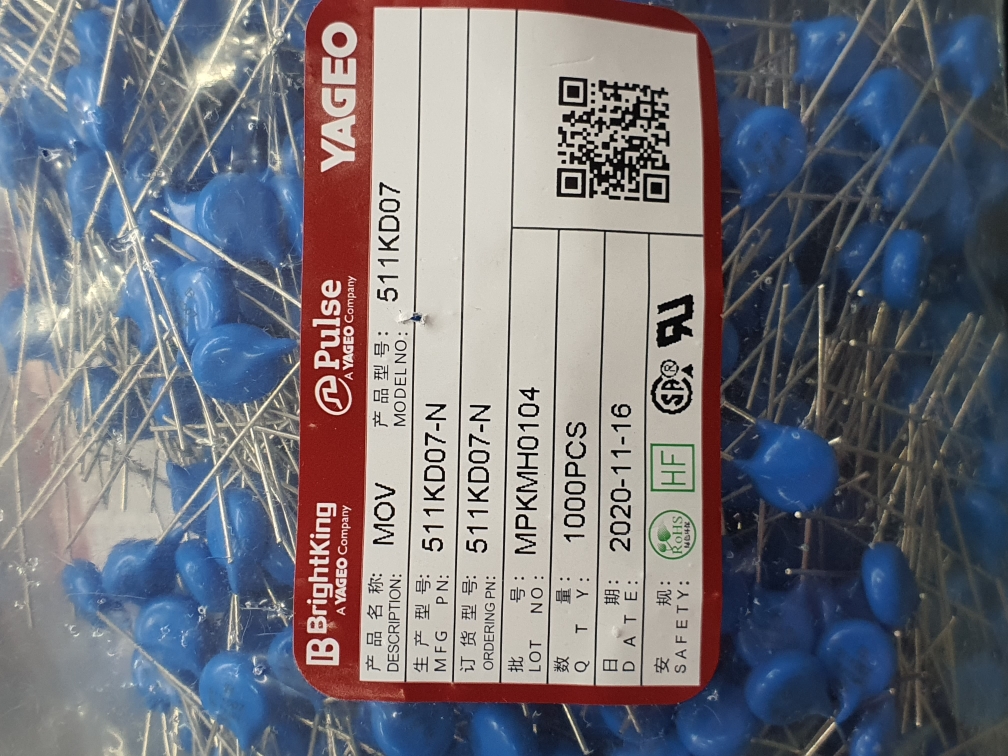 BrightKing
A YAGEO Company
Pulse
A YAGEO Company
YAGEO
产品名称: MOV 产品型号: 511KD07
DESCRIPTION: MODEL NO.:
生产型号: 511KD07-N
MFG PN:
订货型号: 511KD07-N
ORDERING PN:
批 号: MPKMH0104
LOT NO:
数 量: 1000PCS
Q T Y:
日 期: 2020-11-16
D A T E:
安 规: RoHS HF
SAFETY: